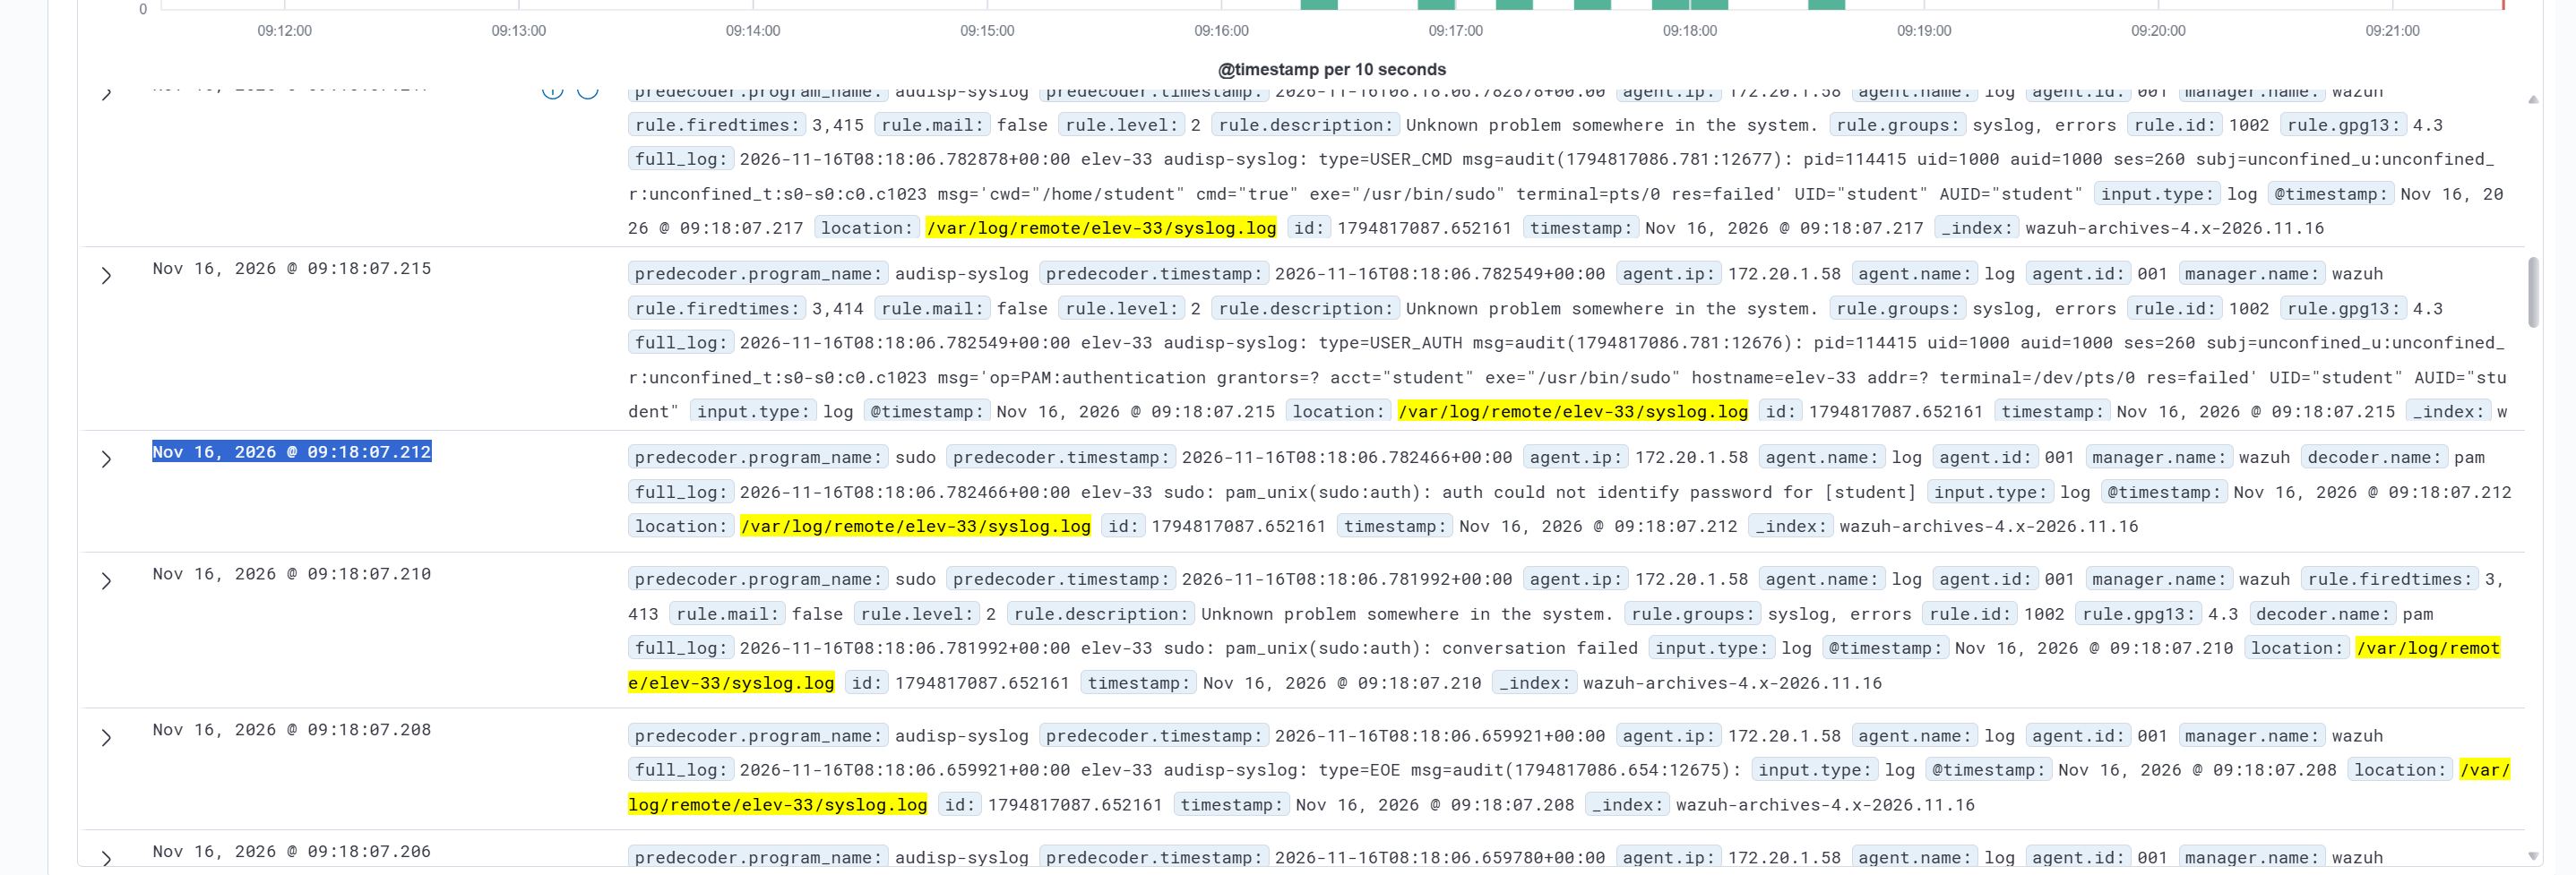 0
09:12:00 09:13:00 09:14:00 09:15:00 09:16:00 09:17:00 09:18:00 09:19:00 09:20:00 09:21:00
@timestamp per 10 seconds
predecoder.program_name: audisp-syslog predecoder.timestamp: 2026-11-16T08:18:06.782878+00:00 agent.ip: 172.20.1.58 agent.name: log agent.id: 001 manager.name: wazuh
rule.firedtimes: 3,415 rule.mail: false rule.level: 2 rule.description: Unknown problem somewhere in the system. rule.groups: syslog, errors rule.id: 1002 rule.gpg13: 4.3
full_log: 2026-11-16T08:18:06.782878+00:00 elev-33 audisp-syslog: type=USER_CMD msg=audit(1794817086.781:12677): pid=114415 uid=1000 auid=1000 ses=260 subj=unconfined_u:unconfined_
r:unconfined_t:s0-s0:c0.c1023 msg='cwd="/home/student" cmd="true" exe="/usr/bin/sudo" terminal=pts/0 res=failed' UID="student" AUID="student" input.type: log @timestamp: Nov 16, 20
26 @ 09:18:07.217 location: /var/log/remote/elev-33/syslog.log id: 1794817087.652161 timestamp: Nov 16, 2026 @ 09:18:07.217 _index: wazuh-archives-4.x-2026.11.16
Nov 16, 2026 @ 09:18:07.215
predecoder.program_name: audisp-syslog predecoder.timestamp: 2026-11-16T08:18:06.782549+00:00 agent.ip: 172.20.1.58 agent.name: log agent.id: 001 manager.name: wazuh
rule.firedtimes: 3,414 rule.mail: false rule.level: 2 rule.description: Unknown problem somewhere in the system. rule.groups: syslog, errors rule.id: 1002 rule.gpg13: 4.3
full_log: 2026-11-16T08:18:06.782549+00:00 elev-33 audisp-syslog: type=USER_AUTH msg=audit(1794817086.781:12676): pid=114415 uid=1000 auid=1000 ses=260 subj=unconfined_u:unconfined_
r:unconfined_t:s0-s0:c0.c1023 msg='op=PAM:authentication grantors=? acct="student" exe="/usr/bin/sudo" hostname=elev-33 addr=? terminal=/dev/pts/0 res=failed' UID="student" AUID="stu
dent" input.type: log @timestamp: Nov 16, 2026 @ 09:18:07.215 location: /var/log/remote/elev-33/syslog.log id: 1794817087.652161 timestamp: Nov 16, 2026 @ 09:18:07.215 _index: w
Nov 16, 2026 @ 09:18:07.212
predecoder.program_name: sudo predecoder.timestamp: 2026-11-16T08:18:06.782466+00:00 agent.ip: 172.20.1.58 agent.name: log agent.id: 001 manager.name: wazuh decoder.name: pam
full_log: 2026-11-16T08:18:06.782466+00:00 elev-33 sudo: pam_unix(sudo:auth): auth could not identify password for [student] input.type: log @timestamp: Nov 16, 2026 @ 09:18:07.212
location: /var/log/remote/elev-33/syslog.log id: 1794817087.652161 timestamp: Nov 16, 2026 @ 09:18:07.212 _index: wazuh-archives-4.x-2026.11.16
Nov 16, 2026 @ 09:18:07.210
predecoder.program_name: sudo predecoder.timestamp: 2026-11-16T08:18:06.781992+00:00 agent.ip: 172.20.1.58 agent.name: log agent.id: 001 manager.name: wazuh rule.firedtimes: 3,
413 rule.mail: false rule.level: 2 rule.description: Unknown problem somewhere in the system. rule.groups: syslog, errors rule.id: 1002 rule.gpg13: 4.3 decoder.name: pam
full_log: 2026-11-16T08:18:06.781992+00:00 elev-33 sudo: pam_unix(sudo:auth): conversation failed input.type: log @timestamp: Nov 16, 2026 @ 09:18:07.210 location: /var/log/remot
e/elev-33/syslog.log id: 1794817087.652161 timestamp: Nov 16, 2026 @ 09:18:07.210 _index: wazuh-archives-4.x-2026.11.16
Nov 16, 2026 @ 09:18:07.208
predecoder.program_name: audisp-syslog predecoder.timestamp: 2026-11-16T08:18:06.659921+00:00 agent.ip: 172.20.1.58 agent.name: log agent.id: 001 manager.name: wazuh
full_log: 2026-11-16T08:18:06.659921+00:00 elev-33 audisp-syslog: type=EOE msg=audit(1794817086.654:12675): input.type: log @timestamp: Nov 16, 2026 @ 09:18:07.208 location: /var/
log/remote/elev-33/syslog.log id: 1794817087.652161 timestamp: Nov 16, 2026 @ 09:18:07.208 _index: wazuh-archives-4.x-2026.11.16
Nov 16, 2026 @ 09:18:07.206
predecoder.program_name: audisp-syslog predecoder.timestamp: 2026-11-16T08:18:06.659780+00:00 agent.ip: 172.20.1.58 agent.name: log agent.id: 001 manager.name: wazuh